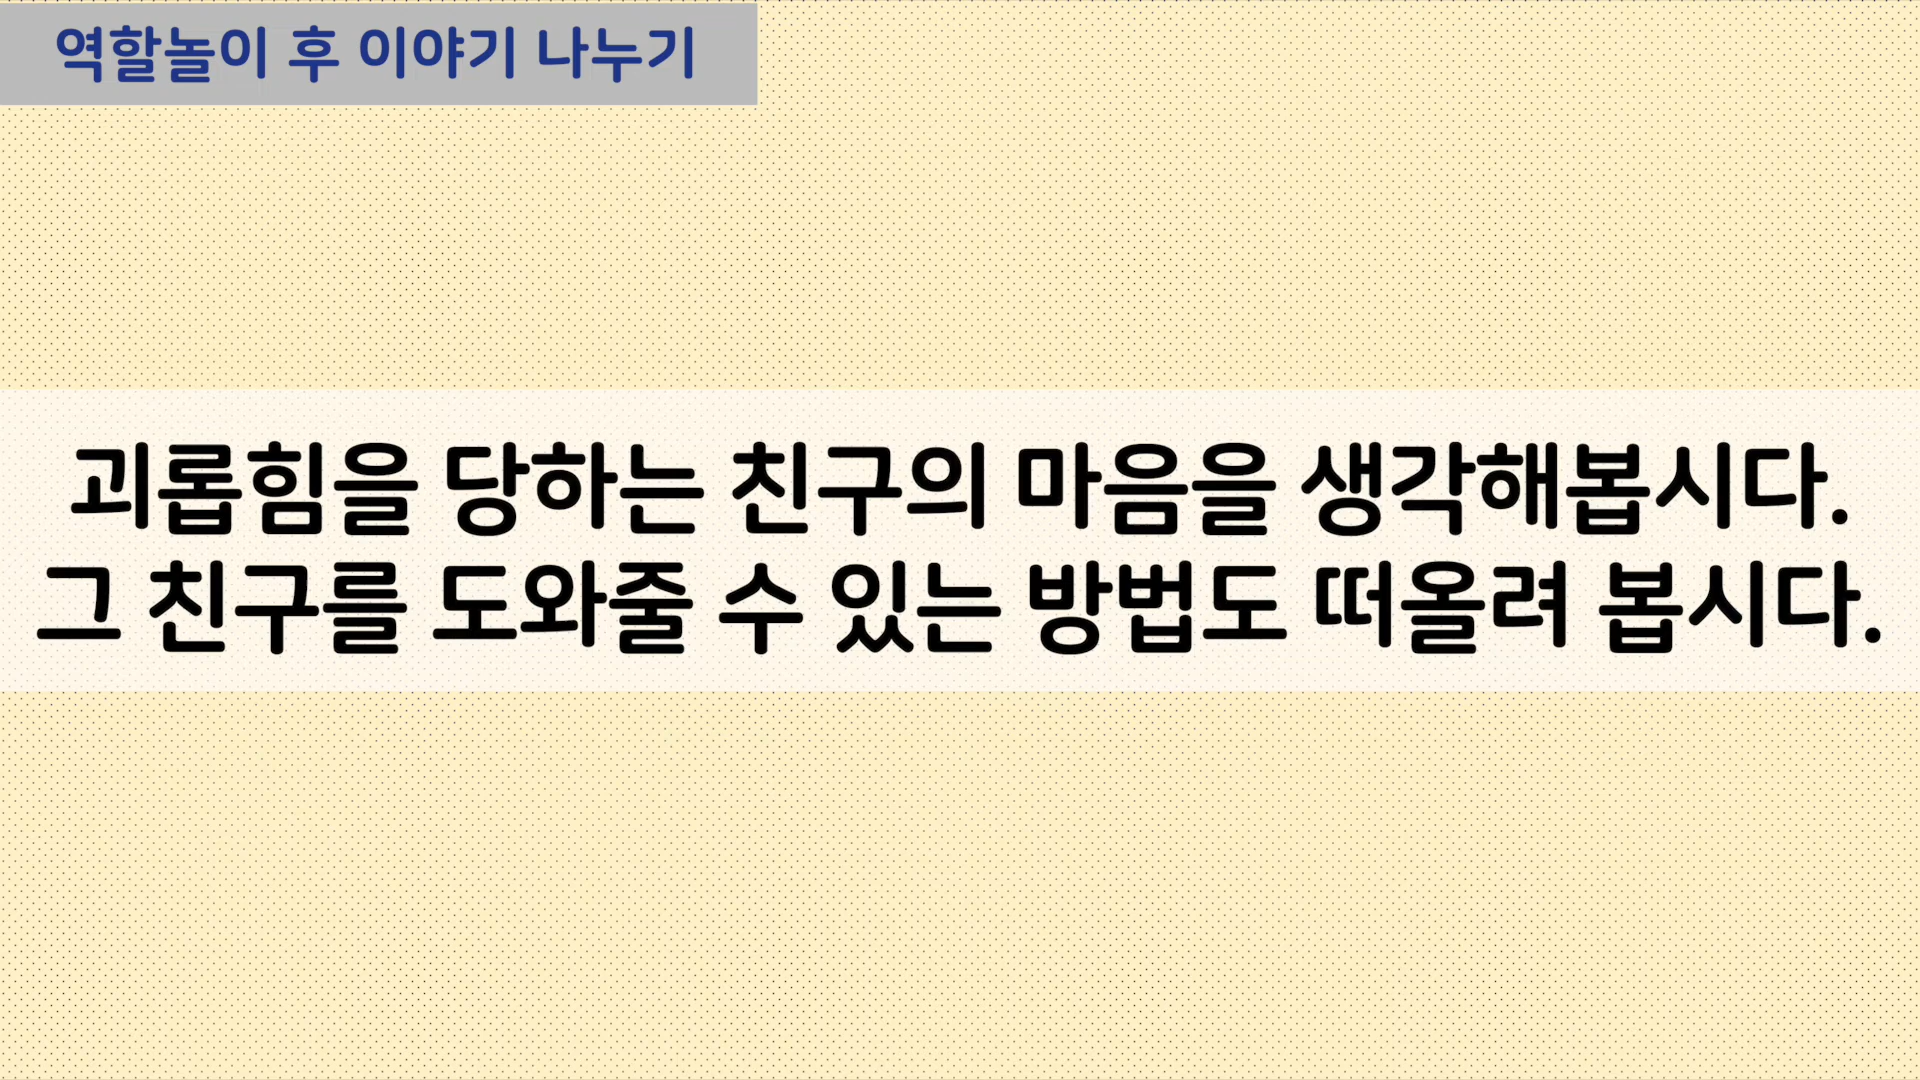 역할놀이 후 이야기 나누기
괴롭힘을 당하는 친구의 마음을 생각해봅시다.
그 친구를 도와줄 수 있는 방법도 떠올려 봅시다.